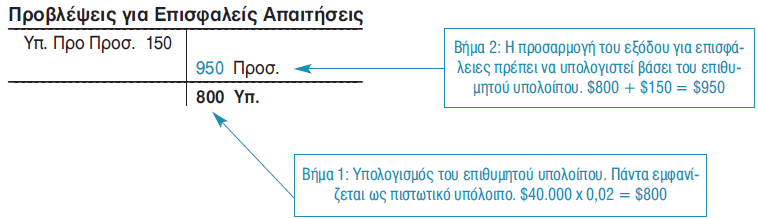 Προβλέψεις για Επισφαλείς Απαιτήσεις
Υπ. Προ Προσ. 150
950 Προσ.
800 Υπ.
Βήμα 2: Η προσαρμογή του εξόδου για επισφά-
λειες πρέπει να υπολογιστεί βάσει του επιθυ-
μητού υπολοίπου. $800 + $150 = $950
Βήμα 1: Υπολογισμός του επιθυμητού υπολοίπου. Πάντα εμφανί-
ζεται ως πιστωτικό υπόλοιπο. $40.000 x 0,02 = $800